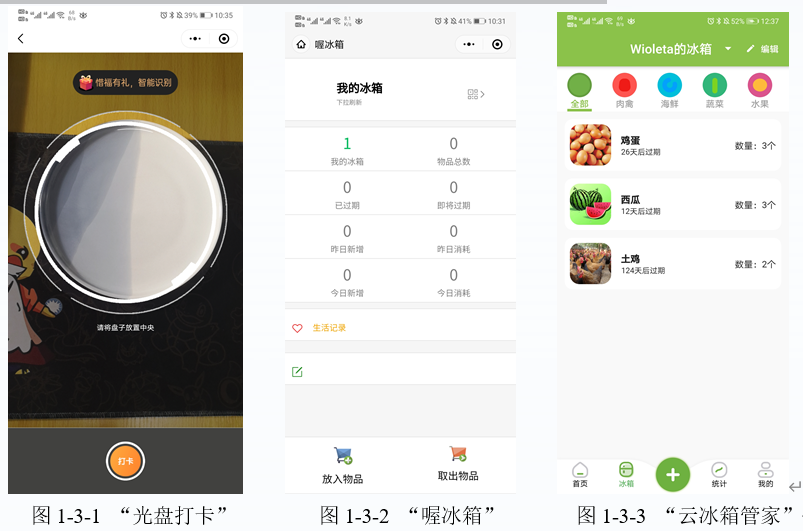 39% 10:35
惜福有礼，智能识别
请将盘子放置中央
打卡
图 1-3-1 “光盘打卡”
41% 10:31
喔冰箱
我的冰箱
下拉刷新
1 0
我的冰箱 物品总数
0 0
已过期 即将过期
0 0
昨日新增 昨日消耗
0 0
今日新增 今日消耗
生活记录
放入物品 取出物品
图 1-3-2 “喔冰箱”
52% 12:37
Wioleta的冰箱 编辑
全部 肉禽 海鲜 蔬菜 水果
鸡蛋
26天后过期
数量：3个
西瓜
12天后过期
数量：3个
土鸡
124天后过期
数量：2个
首页 冰箱 统计 我的
图 1-3-3 “云冰箱管家”